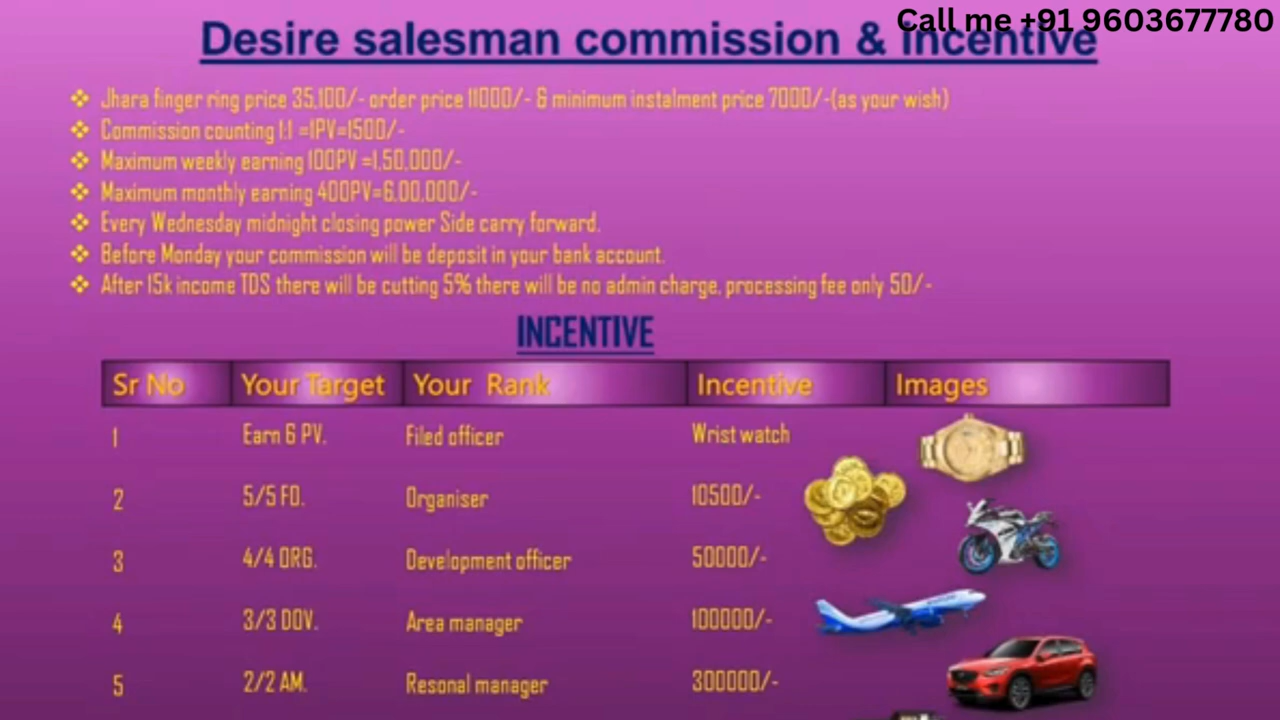 Call me +91 9603677780
Desire salesman commission & incentive
Jhara finger ring price 35,100/- order price 11000/- & minimum instalment price 7000/-(as your wish)
Commission counting 1:1 =1PV=1500/-
Maximum weekly earning 100PV =1,50,000/-
Maximum monthly earning 400PV=6,00,000/-
Every Wednesday midnight closing power Side carry forward.
Before Monday your commission will be deposit in your bank account.
After 15k income TDS there will be cutting 5% there will be no admin charge, processing fee only 50/-
INCENTIVE
Sr No Your Target Your Rank Incentive Images
1 Earn 6 PV. Filed officer Wrist watch
2 5/5 FO. Organiser 10500/-
3 4/4 ORG. Development officer 50000/-
4 3/3 DOV. Area manager 100000/-
5 2/2 AM. Resonal manager 300000/-